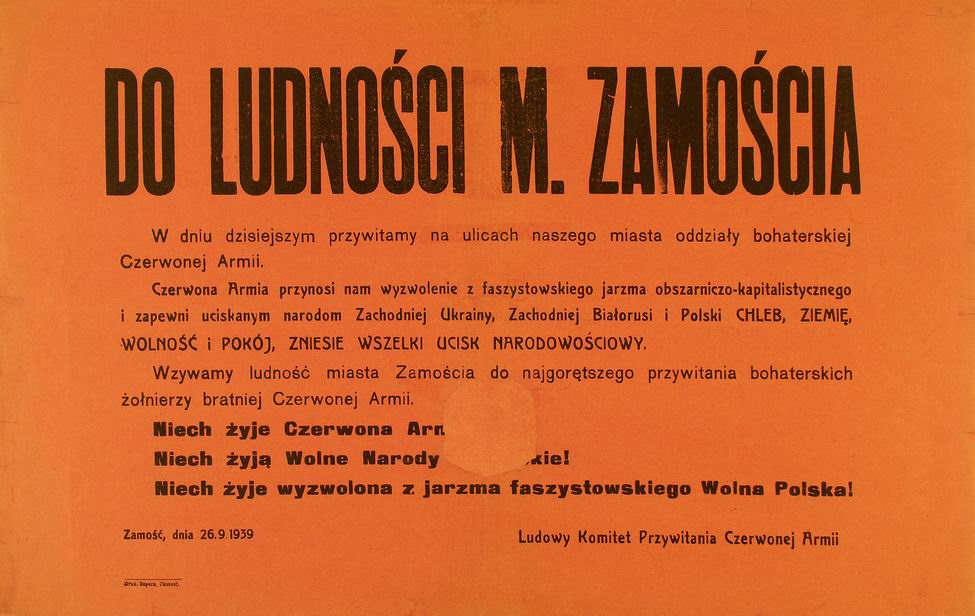 DO LUDNOŚCI M. ZAMOŚCIA
W dniu dzisiejszym przywitamy na ulicach naszego miasta oddziały bohaterskiej
Czerwonej Armii.
Czerwona Armia przynosi nam wyzwolenie z faszystowskiego jarzma obszarniczo-kapitalistycznego
i zapewni uciskanym narodom Zachodniej Ukrainy, Zachodniej Białorusi i Polski CHLEB, ZIEMIĘ,
WOLNOŚĆ i POKÓJ, ZNIESIE WSZELKI UCISK NARODOWOŚCIOWY.
Wzywamy ludność miasta Zamościa do najgorętszego przywitania bohaterskich
żołnierzy bratniej Czerwonej Armii.
Niech żyje Czerwona
Niech żyją Wolne Narody
Niech żyje wyzwolona z jarzma faszystowskiego Wolna Polska!
Zamość, dnia 26.9.1939
Ludowy Komitet Przywitania Czerwonej Armii
Druk. Szpera, Zamość.